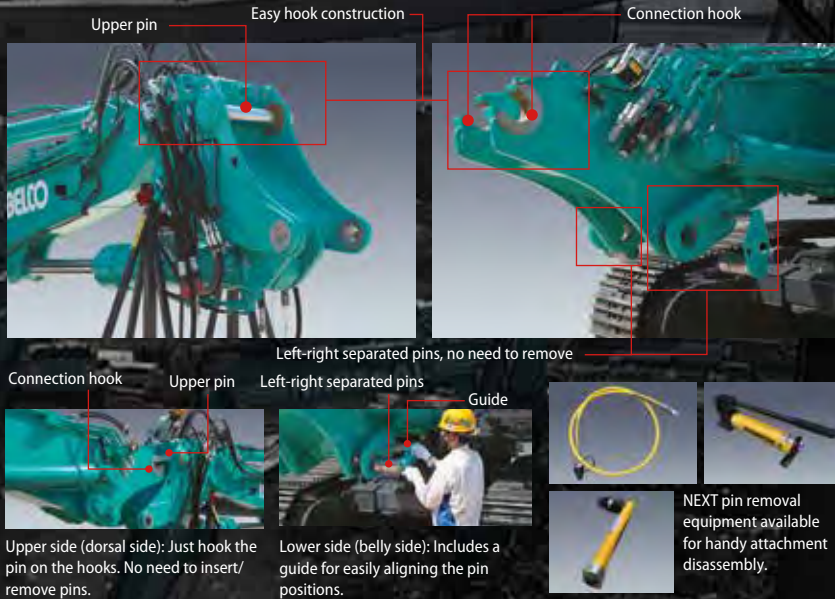 Upper pin
Easy hook construction
Connection hook
BELCO
Left-right separated pins, no need to remove
Connection hook
Upper pin
Left-right separated pins
Guide
Upper side (dorsal side): Just hook the
pin on the hooks. No need to insert/
remove pins.
Lower side (belly side): Includes a
guide for easily aligning the pin
positions.
NEXT pin removal
equipment available
for handy attachment
disassembly.